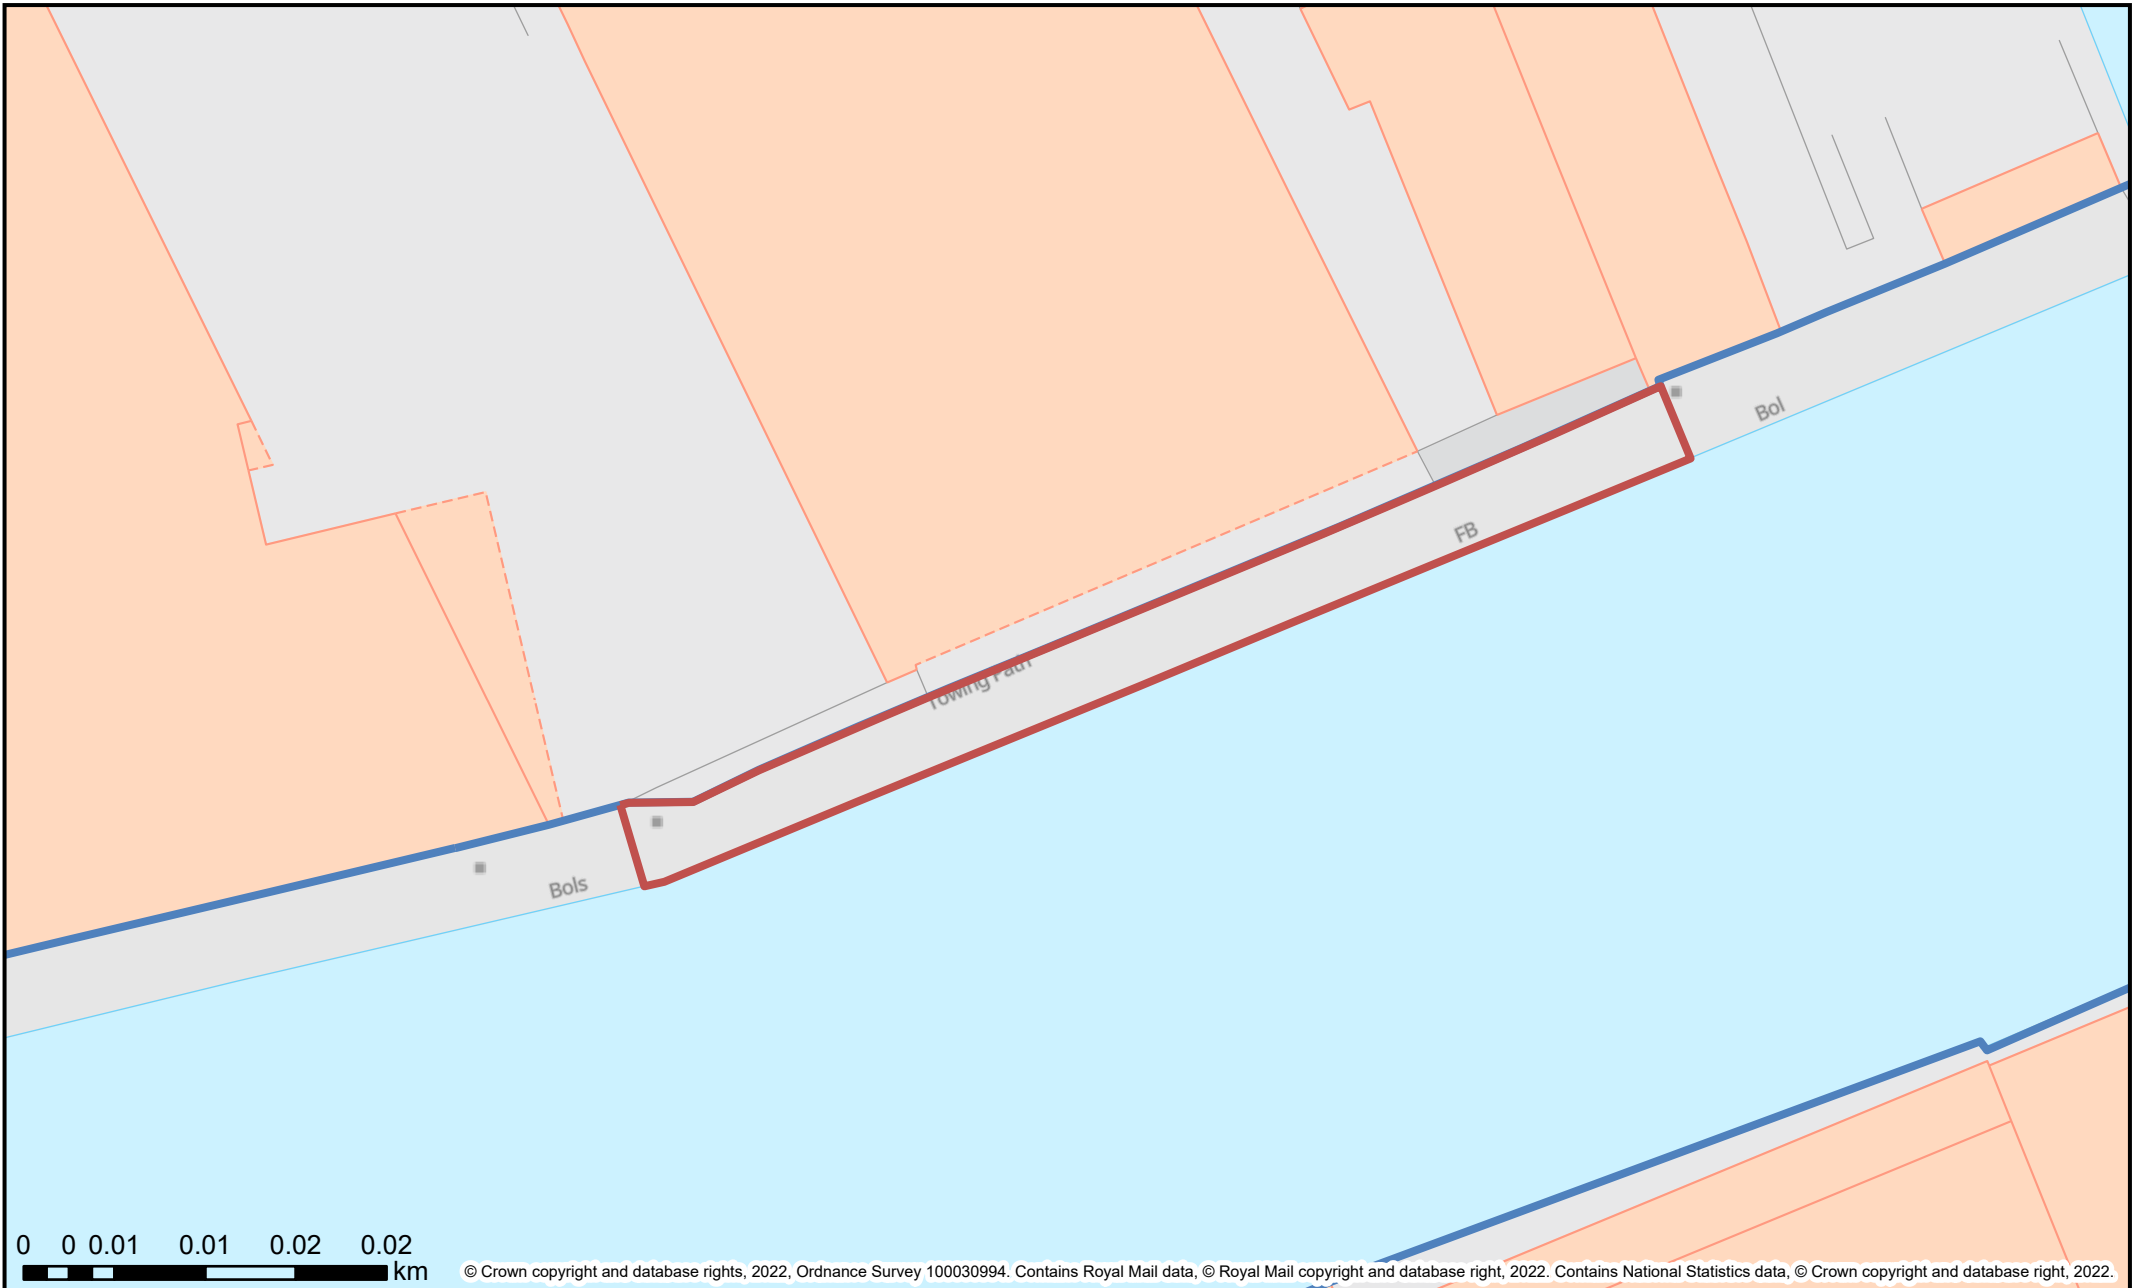 Bol
FB
Towing Path
Bols
0 0 0.01 0.01 0.02 0.02
km
© Crown copyright and database rights, 2022, Ordnance Survey 100030994. Contains Royal Mail data, © Royal Mail copyright and database right, 2022. Contains National Statistics data, © Crown copyright and database right, 2022.